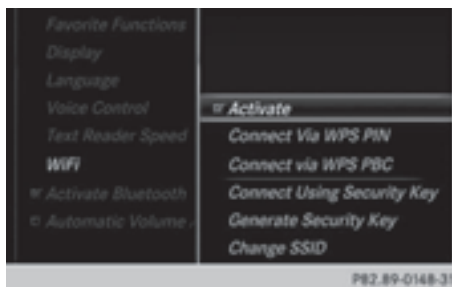 Favorite Functions
Display
Language
Voice Control
Text Reader Speed
WiFi
Activate Bluetooth
Automatic Volume
Activate
Connect Via WPS PIN
Connect via WPS PBC
Connect Using Security Key
Generate Security Key
Change SSID
P82.89-0148-31